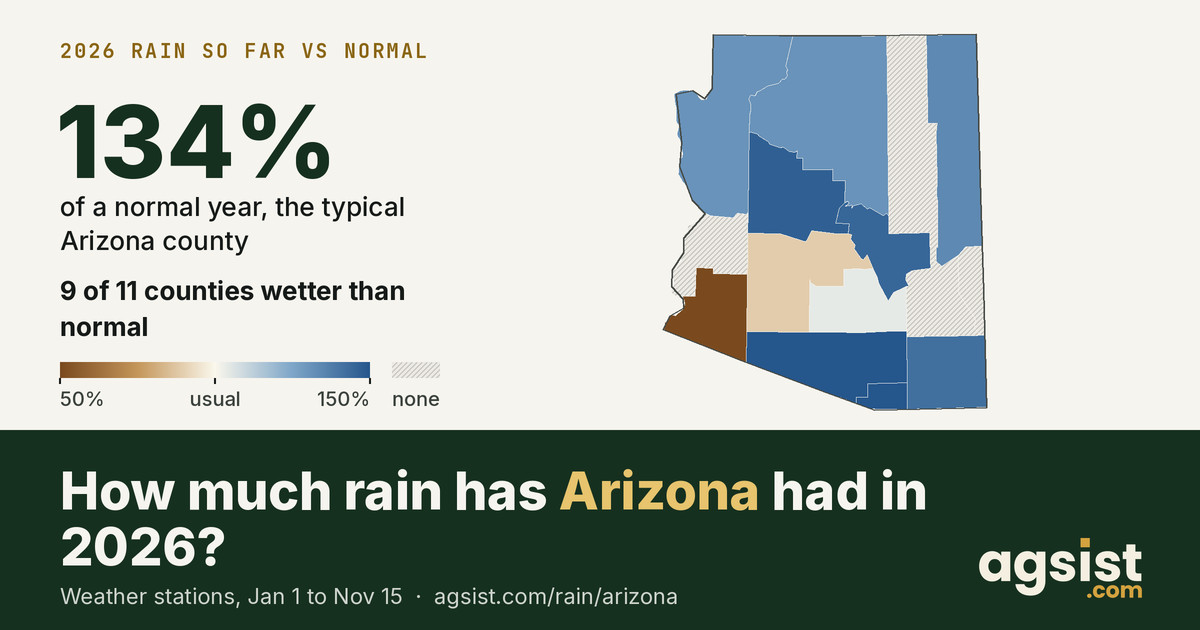 2026 RAIN SO FAR VS NORMAL
134%
of a normal year, the typical
Arizona county
9 of 11 counties wetter than
normal
50% usual 150% none
How much rain has Arizona had in
2026?
Weather stations, Jan 1 to Nov 15 · agsist.com/rain/arizona
agsist
.com